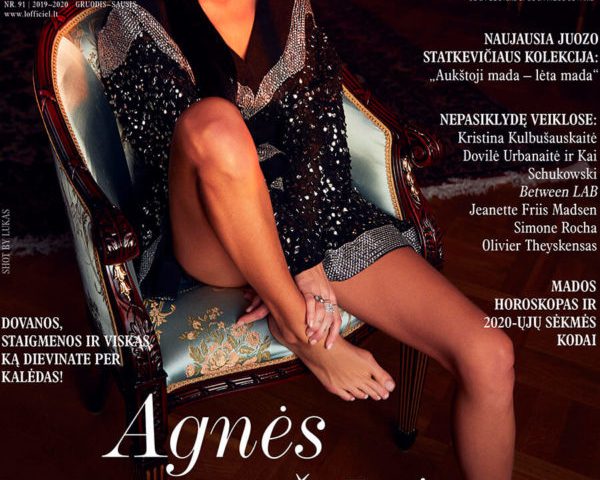 NR. 91 | 2019–2020 GRUODIS–SAUSIS
www.lofficiel.lt
NAUJAUSIA JUOZO
STATKEVIČIAUS KOLEKCIJA:
„Aukštoji mada – lėta mada“
NEPASIKLYDĘ VEIKLOSE:
Kristina Kulbušauskaitė
Dovilė Urbanaitė ir Kai
Schukowski
Between LAB
Jeanette Friis Madsen
Simone Rocha
Olivier Theyskensas
SHOT BY LUKAS
MADOS
HOROSKOPAS IR
2020-ŲJŲ SĖKMĖS
KODAI
DOVANOS,
STAIGMENOS IR VISKAS,
KĄ DIEVINATE PER
KALĖDAS!
Agnės